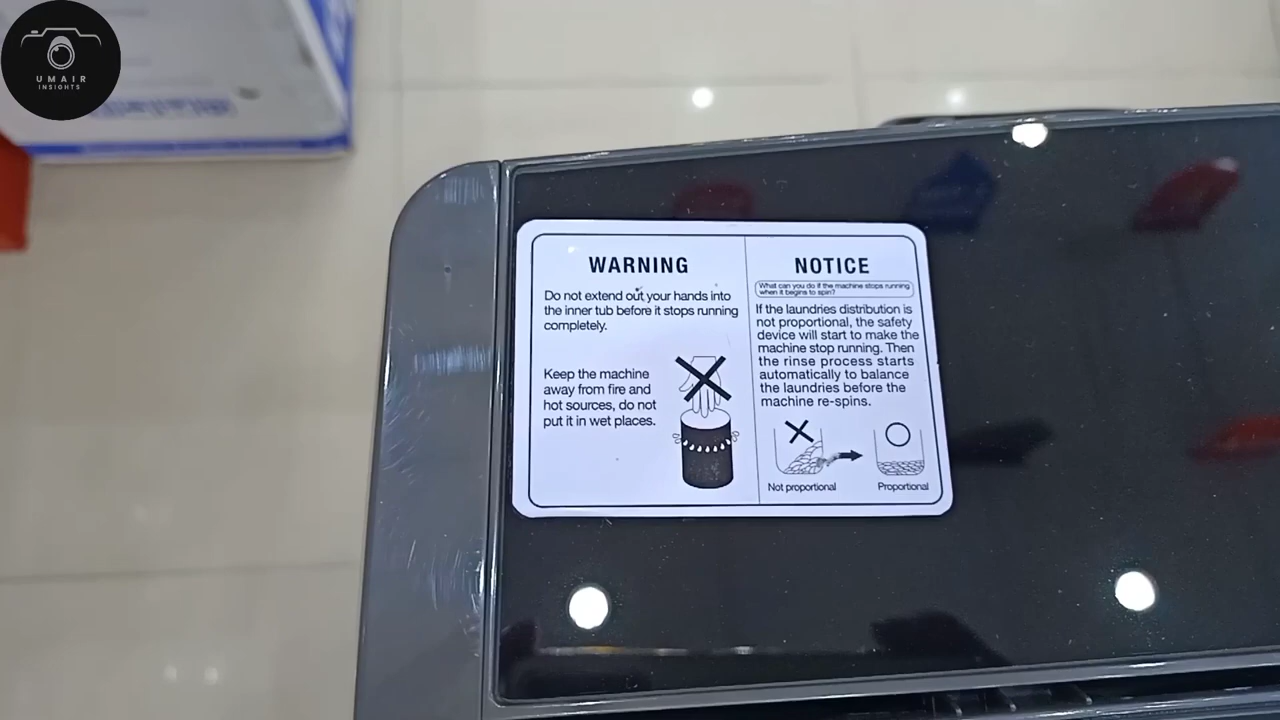 UMAIR
INSIGHTS
WARNING
Do not extend out your hands into
the inner tub before it stops running
completely.
Keep the machine
away from fire and
hot sources, do not
put it in wet places.
NOTICE
What can you do if the machine stops running
when it begins to spin?
If the laundries distribution is
not proportional, the safety
device will start to make the
machine stop running. Then
the rinse process starts
automatically to balance
the laundries before the
machine re-spins.
Not proportional
Proportional